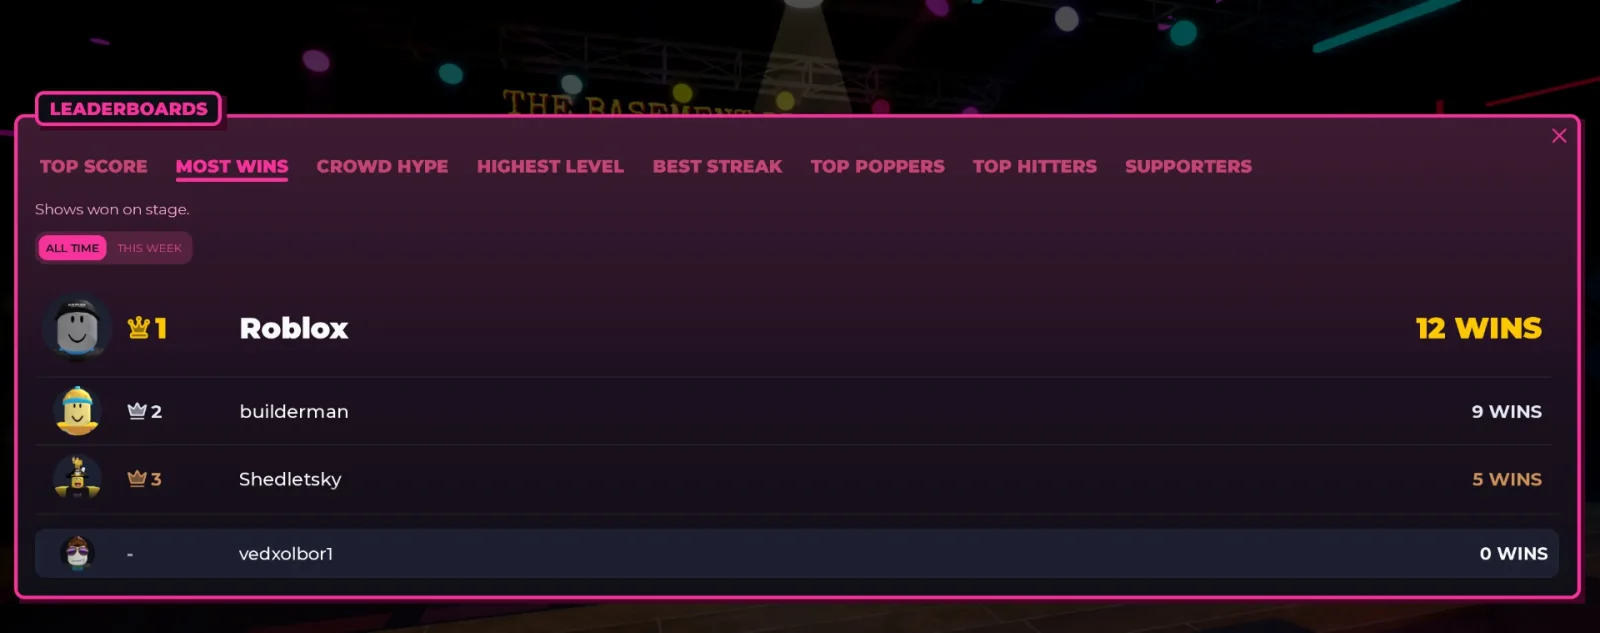 THE BASEMENT
LEADERBOARDS
TOP SCORE MOST WINS CROWD HYPE HIGHEST LEVEL BEST STREAK TOP POPPERS TOP HITTERS SUPPORTERS
Shows won on stage.
ALL TIME THIS WEEK
1 Roblox 12 WINS
2 builderman 9 WINS
3 Shedletsky 5 WINS
- vedxolbor1 0 WINS